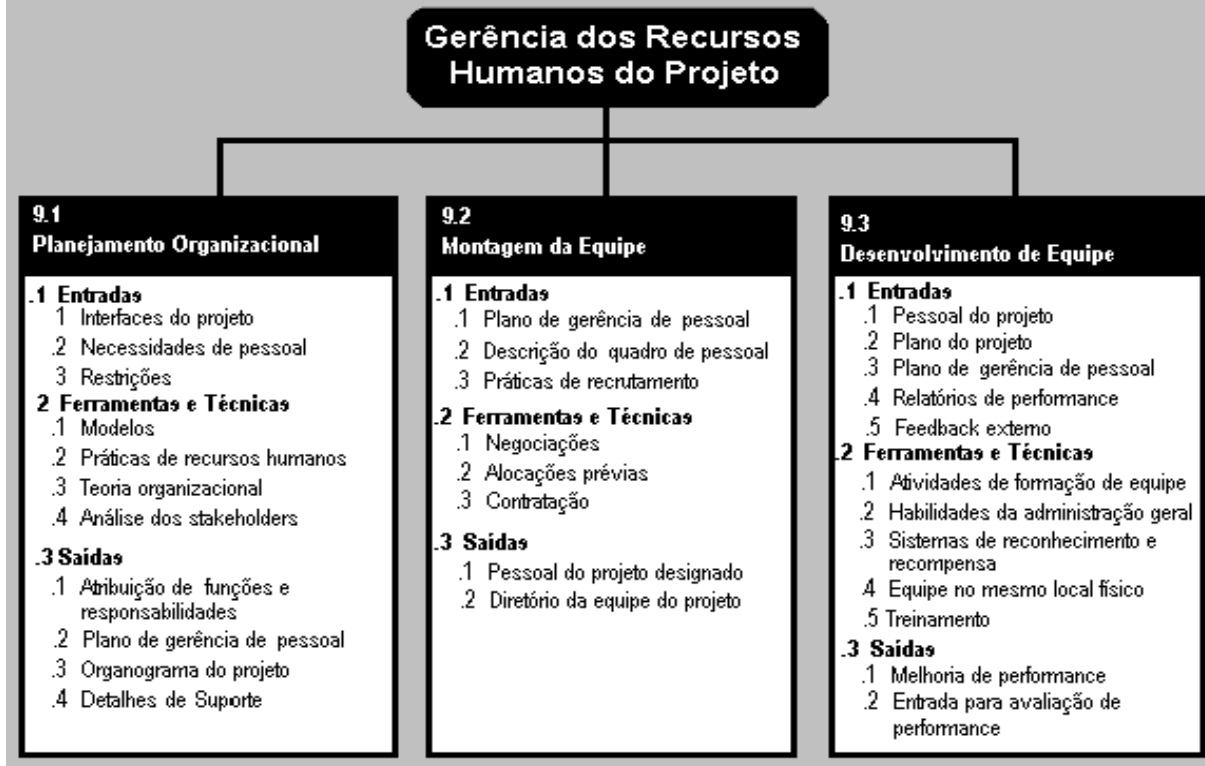 Gerência dos Recursos
Humanos do Projeto
9.1
Planejamento Organizacional
.1 Entradas
1 Interfaces do projeto
.2 Necessidades de pessoal
3 Restrições
2 Ferramentas e Técnicas
.1 Modelos
.2 Práticas de recursos humanos
.3 Teoria organizacional
.4 Análise dos stakeholders
.3 Saídas
.1 Atribuição de funções e
responsabilidades
.2 Plano de gerência de pessoal
.3 Organograma do projeto
.4 Detalhes de Suporte
9.2
Montagem da Equipe
.1 Entradas
.1 Plano de gerência de pessoal
.2 Descrição do quadro de pessoal
.3 Práticas de recrutamento
.2 Ferramentas e Técnicas
.1 Negociações
.2 Alocações prévias
.3 Contratação
.3 Saídas
.1 Pessoal do projeto designado
.2 Diretório da equipe do projeto
9.3
Desenvolvimento de Equipe
.1 Entradas
.1 Pessoal do projeto
.2 Plano do projeto
.3 Plano de gerência de pessoal
.4 Relatórios de performance
.5 Feedback externo
.2 Ferramentas e Técnicas
.1 Atividades de formação de equipe
.2 Habilidades da administração geral
.3 Sistemas de reconhecimento e
recompensa
.4 Equipe no mesmo local físico
.5 Treinamento
.3 Saídas
.1 Melhoria de performance
.2 Entrada para avaliação de
performance